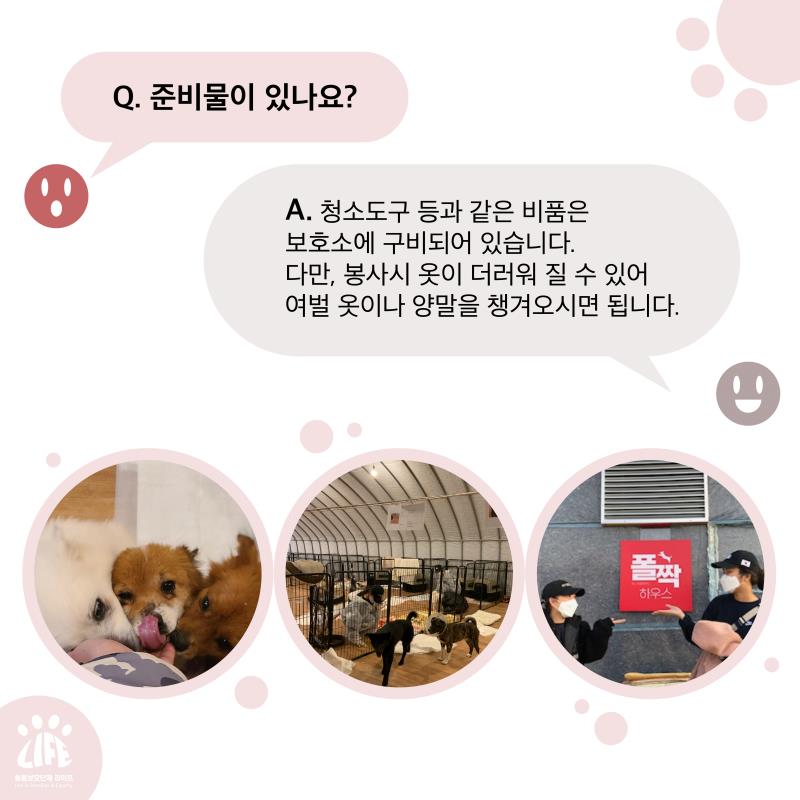 Q. 준비물이 있나요?
A. 청소도구 등과 같은 비품은
보호소에 구비되어 있습니다.
다만, 봉사시 옷이 더러워 질 수 있어
여벌 옷이나 양말을 챙겨오시면 됩니다.
폴짝
하우스
LIFE
동물보호단체 라이프